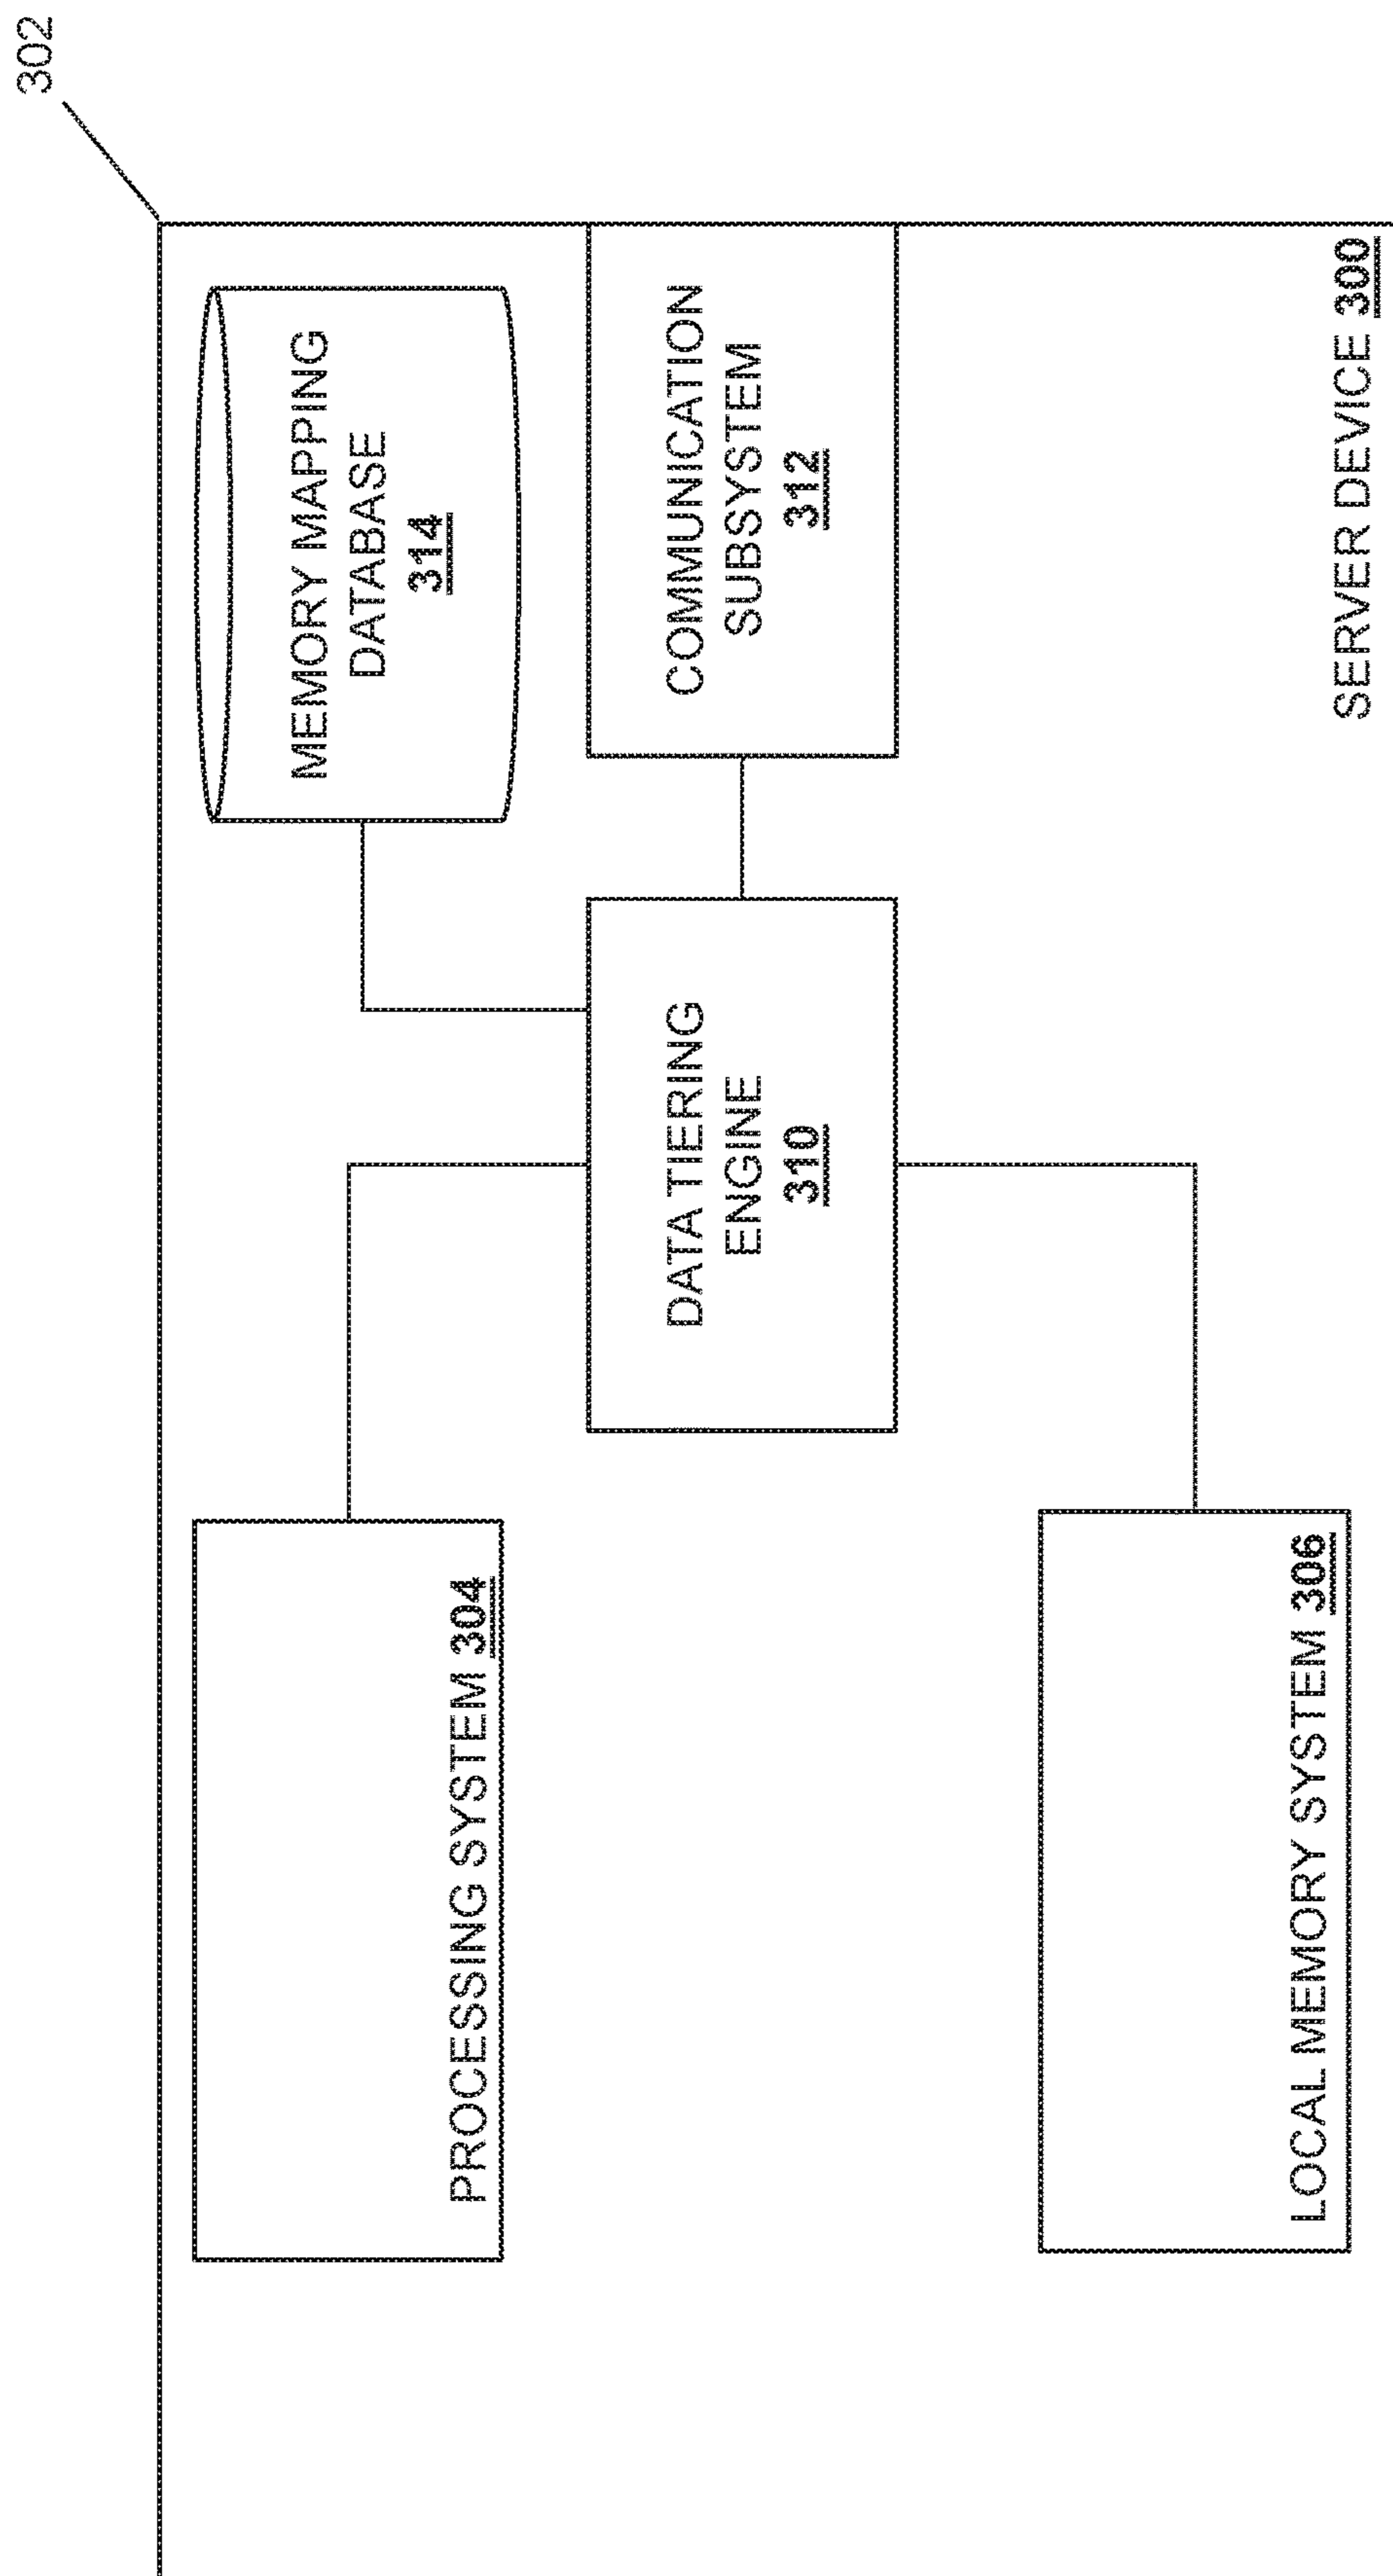 302
MEMORY MAPPING
DATABASE
314
COMMUNICATION
SUBSYSTEM
312
DATA TIERING
ENGINE
310
PROCESSING SYSTEM 304
LOCAL MEMORY SYSTEM 306
SERVER DEVICE 300